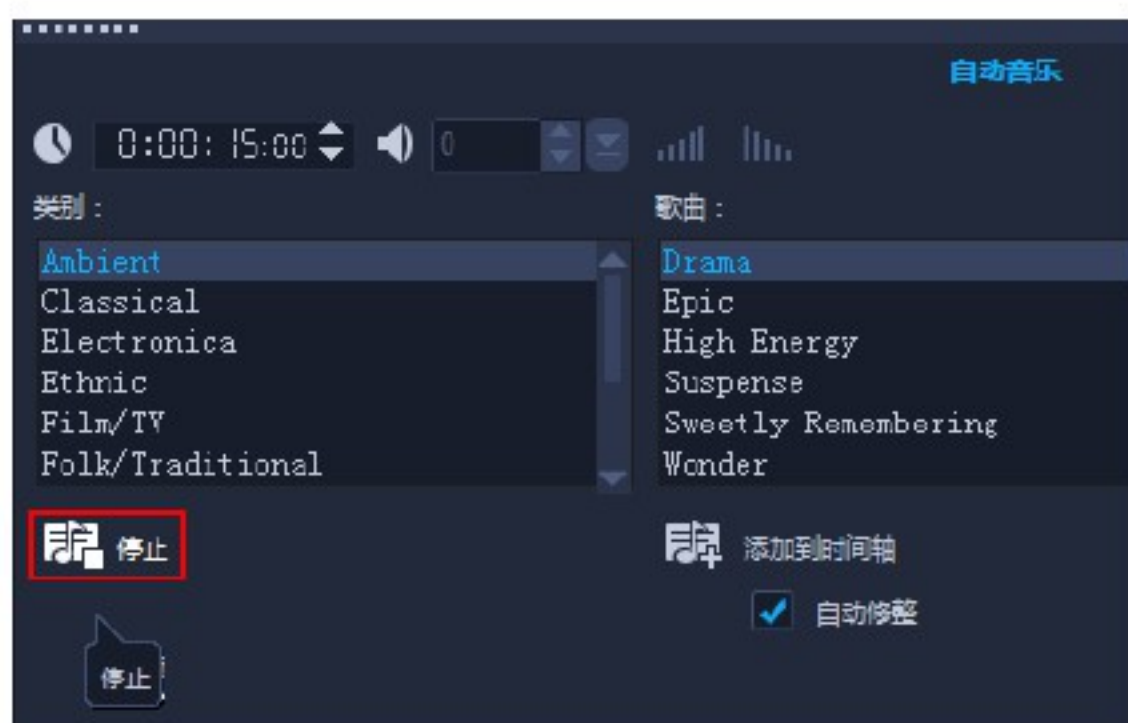 自动音乐
0:00:15:00 0
类别： 歌曲：
Ambient Drama
Classical Epic
Electronica High Energy
Ethnic Suspense
Film/TV Sweetly Remembering
Folk/Traditional Wonder
停止 添加到时间轴
自动修整
停止